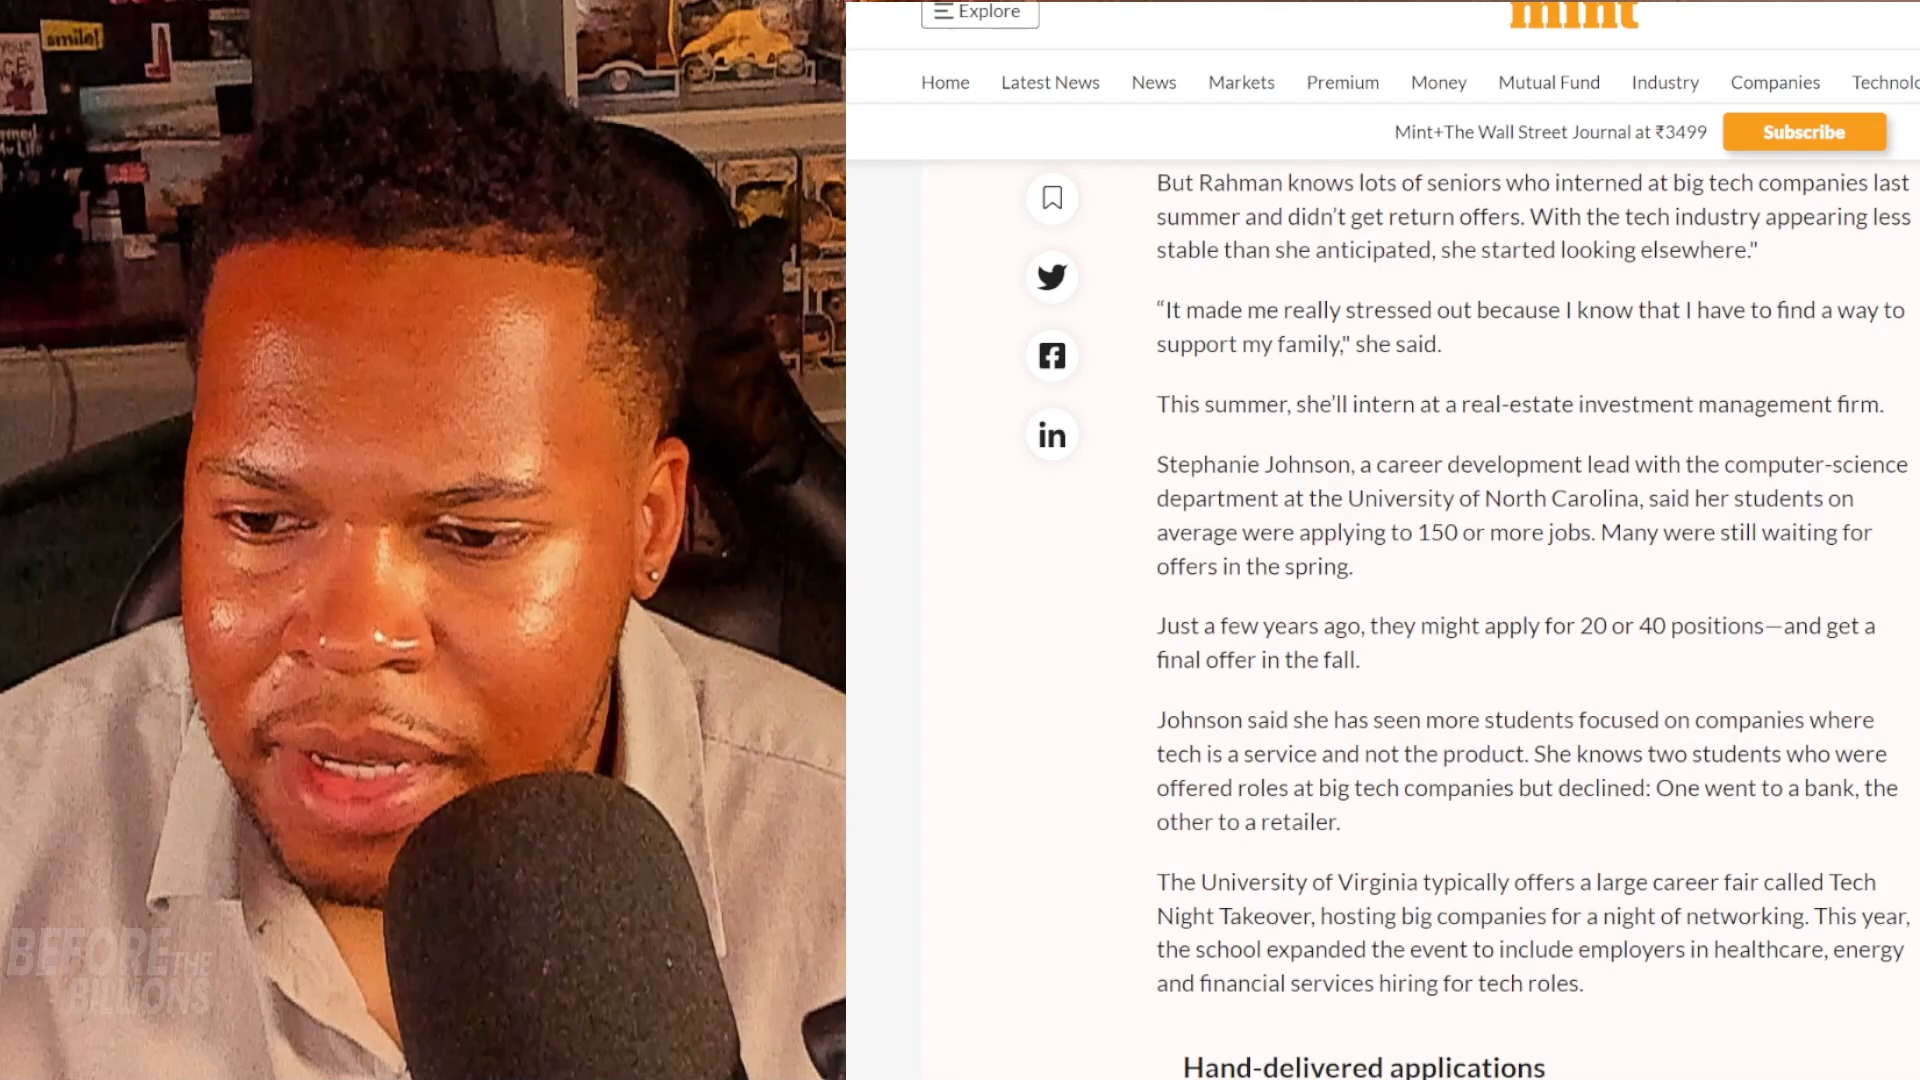 smile!
BEFORE THE
BILLIONS
Explore
mint
Home Latest News News Markets Premium Money Mutual Fund Industry Companies Technolo
Mint+The Wall Street Journal at ₹3499 Subscribe
But Rahman knows lots of seniors who interned at big tech companies last
summer and didn’t get return offers. With the tech industry appearing less
stable than she anticipated, she started looking elsewhere."
“It made me really stressed out because I know that I have to find a way to
support my family," she said.
This summer, she’ll intern at a real-estate investment management firm.
Stephanie Johnson, a career development lead with the computer-science
department at the University of North Carolina, said her students on
average were applying to 150 or more jobs. Many were still waiting for
offers in the spring.
Just a few years ago, they might apply for 20 or 40 positions—and get a
final offer in the fall.
Johnson said she has seen more students focused on companies where
tech is a service and not the product. She knows two students who were
offered roles at big tech companies but declined: One went to a bank, the
other to a retailer.
The University of Virginia typically offers a large career fair called Tech
Night Takeover, hosting big companies for a night of networking. This year,
the school expanded the event to include employers in healthcare, energy
and financial services hiring for tech roles.
Hand-delivered applications